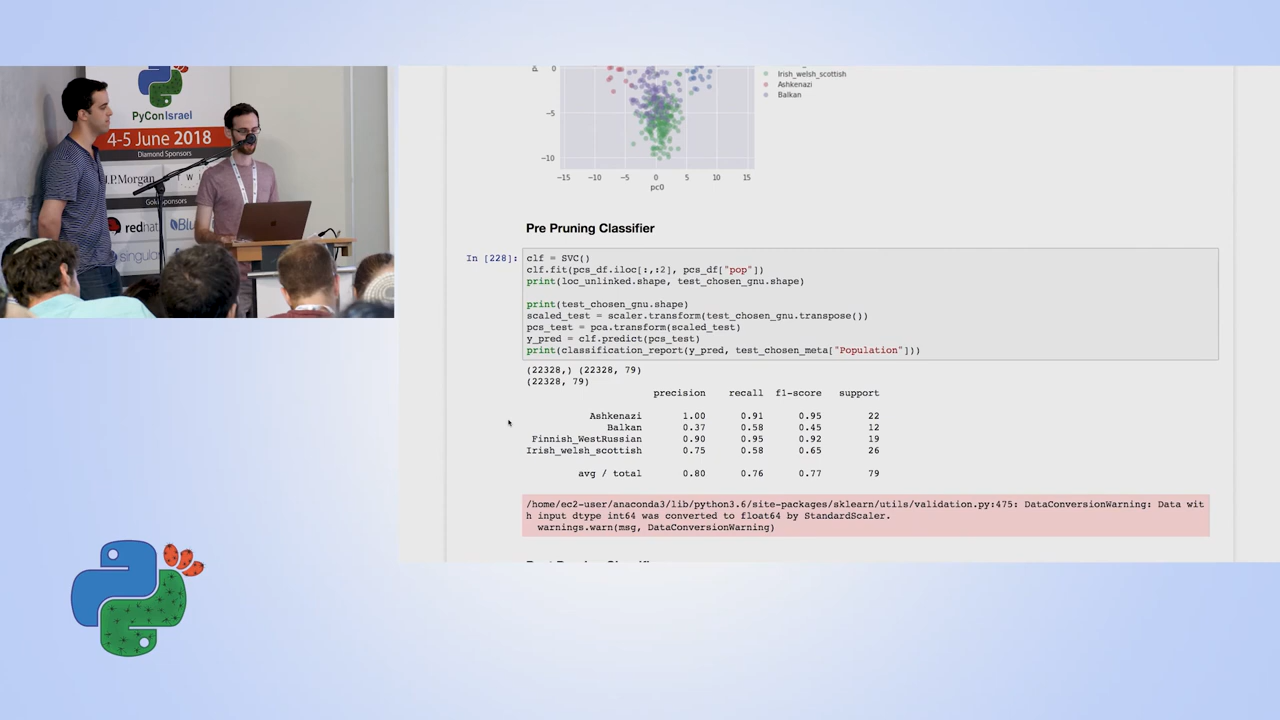 PyConIsrael
4-5 June 2018
Diamond Sponsors
J.P.Morgan
Gold Sponsors
redhat
singular
0
-5
-10
-15
-10
-5
0
5
10
15
pc0
Irish_welsh_scottish
Ashkenazi
Balkan
Pre Pruning Classifier
In [228]:
clf = SVC()
clf.fit(pcs_df.iloc[:,:2], pcs_df["pop"])
print(loc_unlinked.shape, test_chosen_gnu.shape)
print(test_chosen_gnu.shape)
scaled_test = scaler.transform(test_chosen_gnu.transpose())
pcs_test = pca.transform(scaled_test)
y_pred = clf.predict(pcs_test)
print(classification_report(y_pred, test_chosen_meta["Population"]))
(22328,) (22328, 79)
(22328, 79)
precision recall f1-score support
Ashkenazi 1.00 0.91 0.95 22
Balkan 0.37 0.58 0.45 12
Finnish_WestRussian 0.90 0.95 0.92 19
Irish_welsh_scottish 0.75 0.58 0.65 26
avg / total 0.80 0.76 0.77 79
/home/ec2-user/anaconda3/lib/python3.6/site-packages/sklearn/utils/validation.py:475: DataConversionWarning: Data wit
h input dtype int64 was converted to float64 by StandardScaler.
warnings.warn(msg, DataConversionWarning)